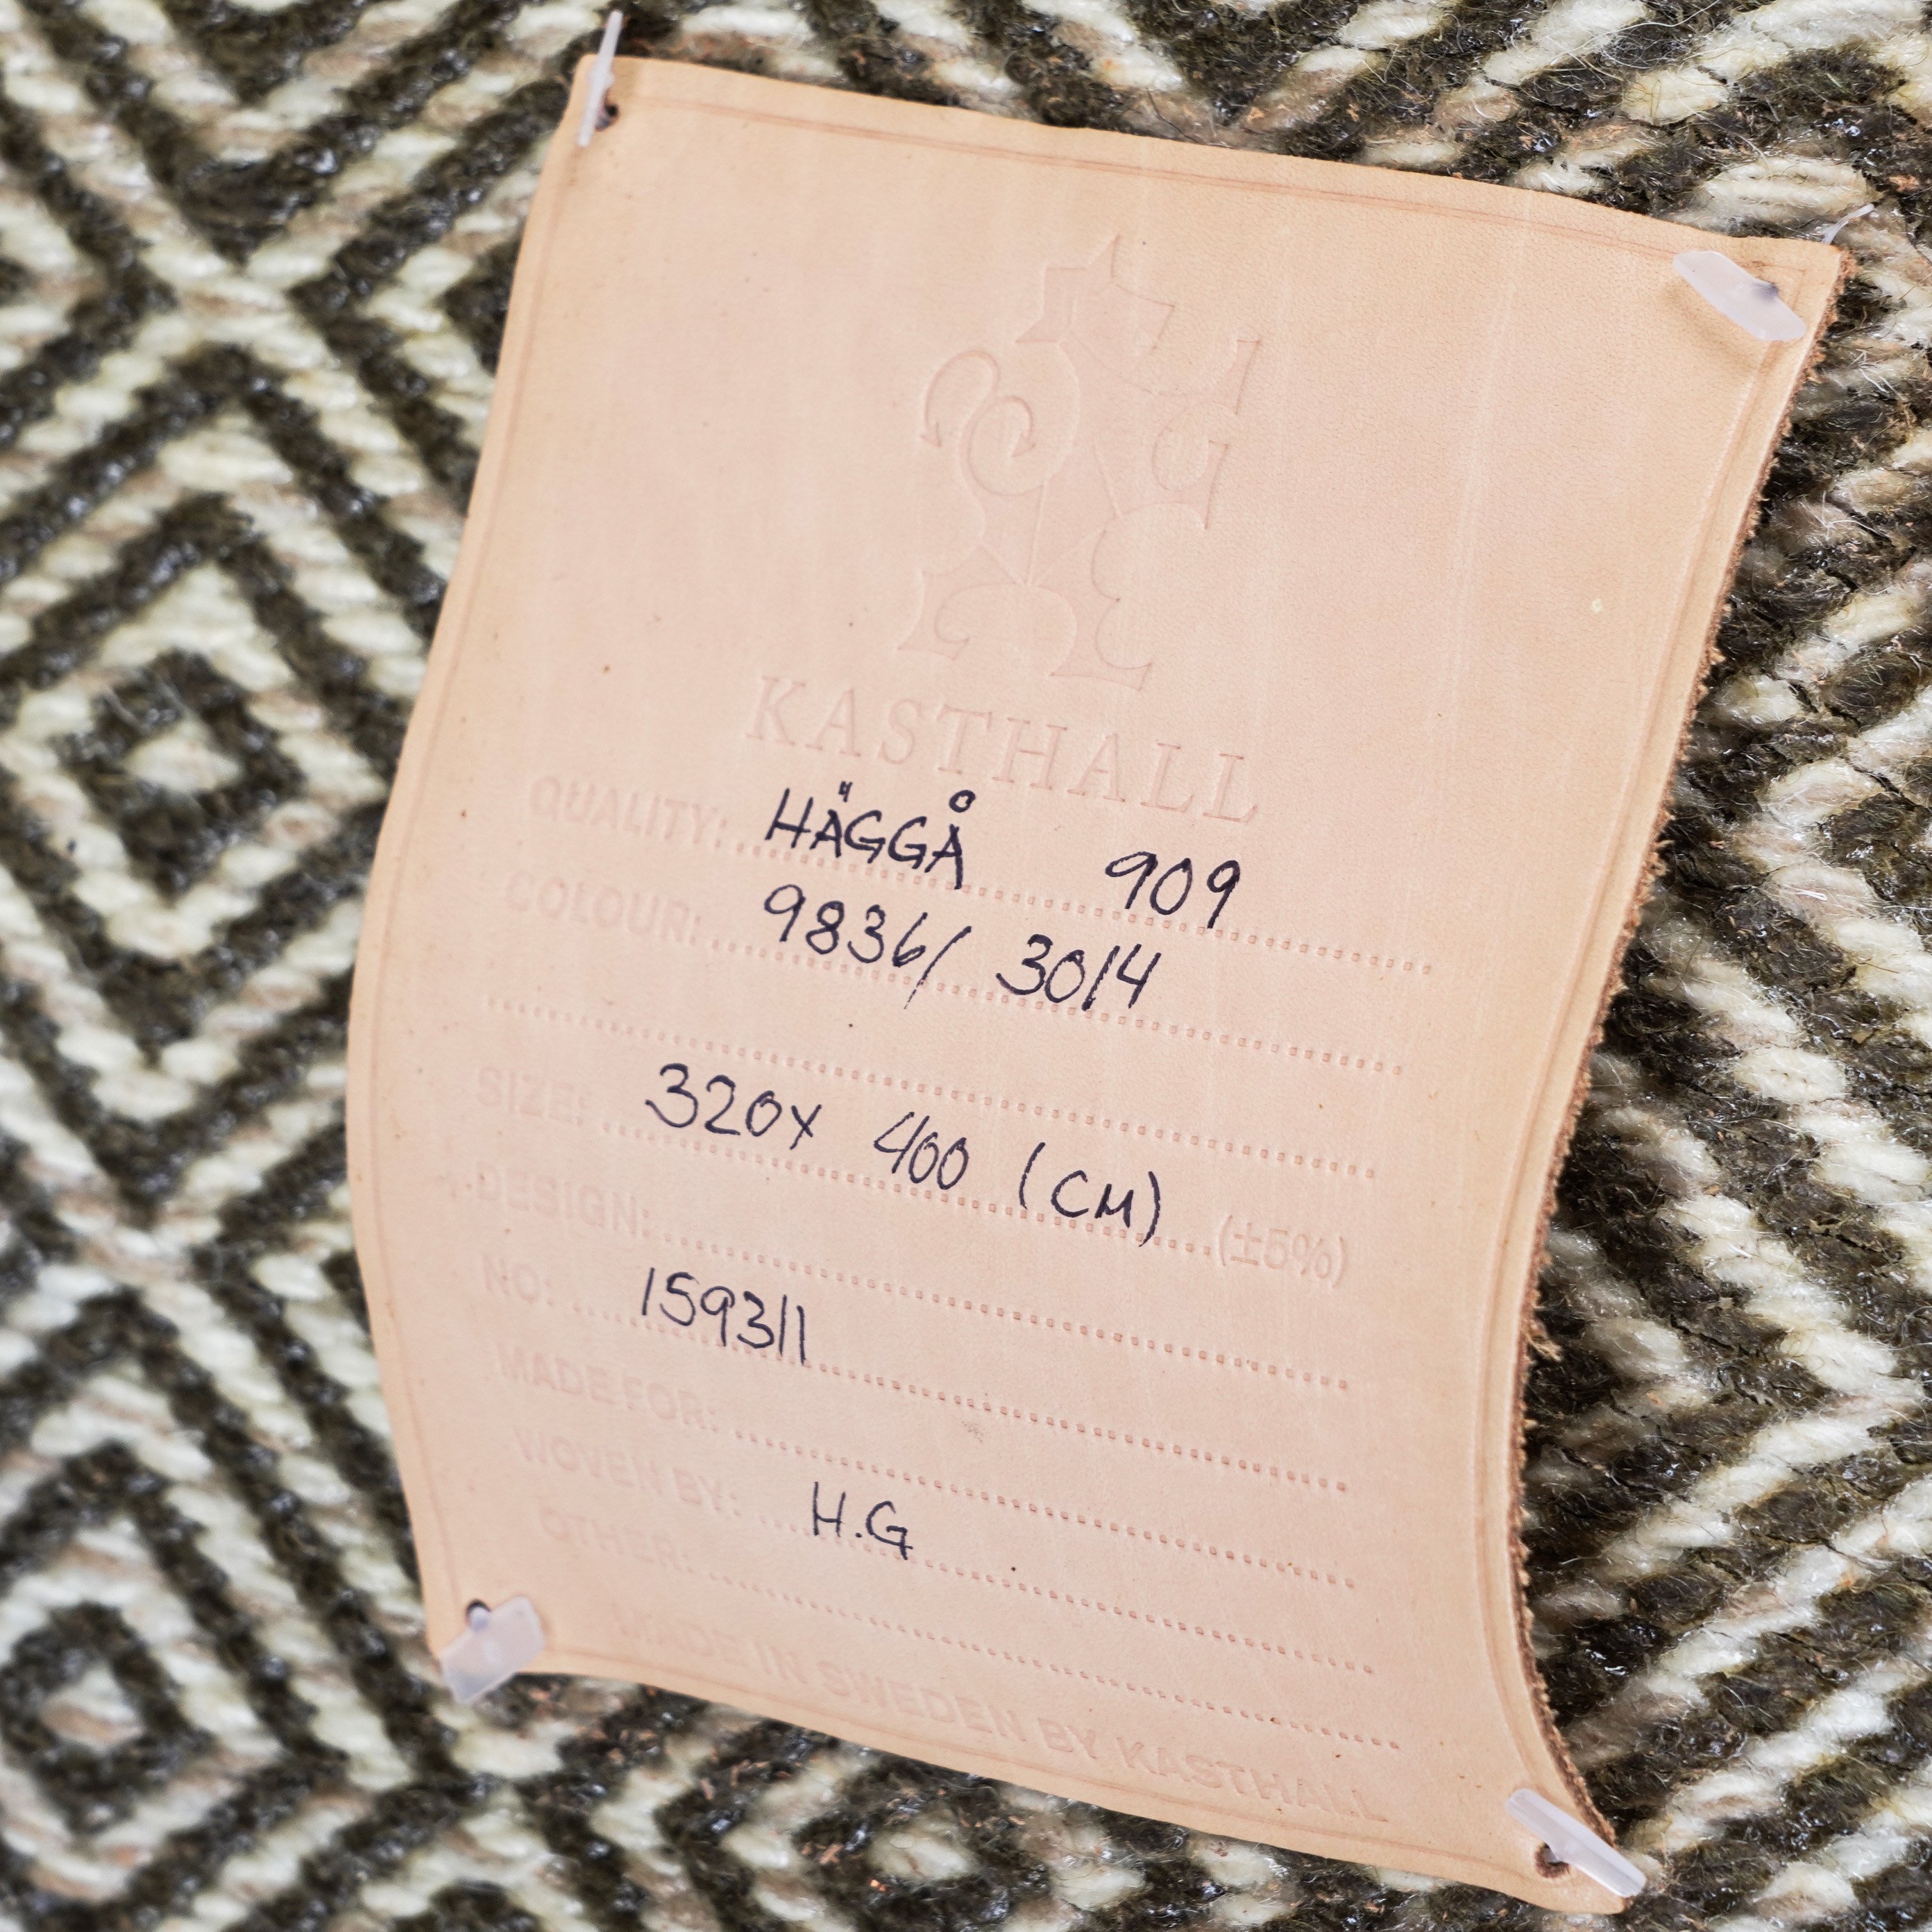 KASTHALL
QUALITY: HÄGGÅ 909
COLOUR: 9836/ 3014
SIZE: 320x 400 (CM) (±5%)
DESIGN:
NO: 159311
MADE FOR:
WOVEN BY: H.G
OTHER:
MADE IN SWEDEN BY KASTHALL